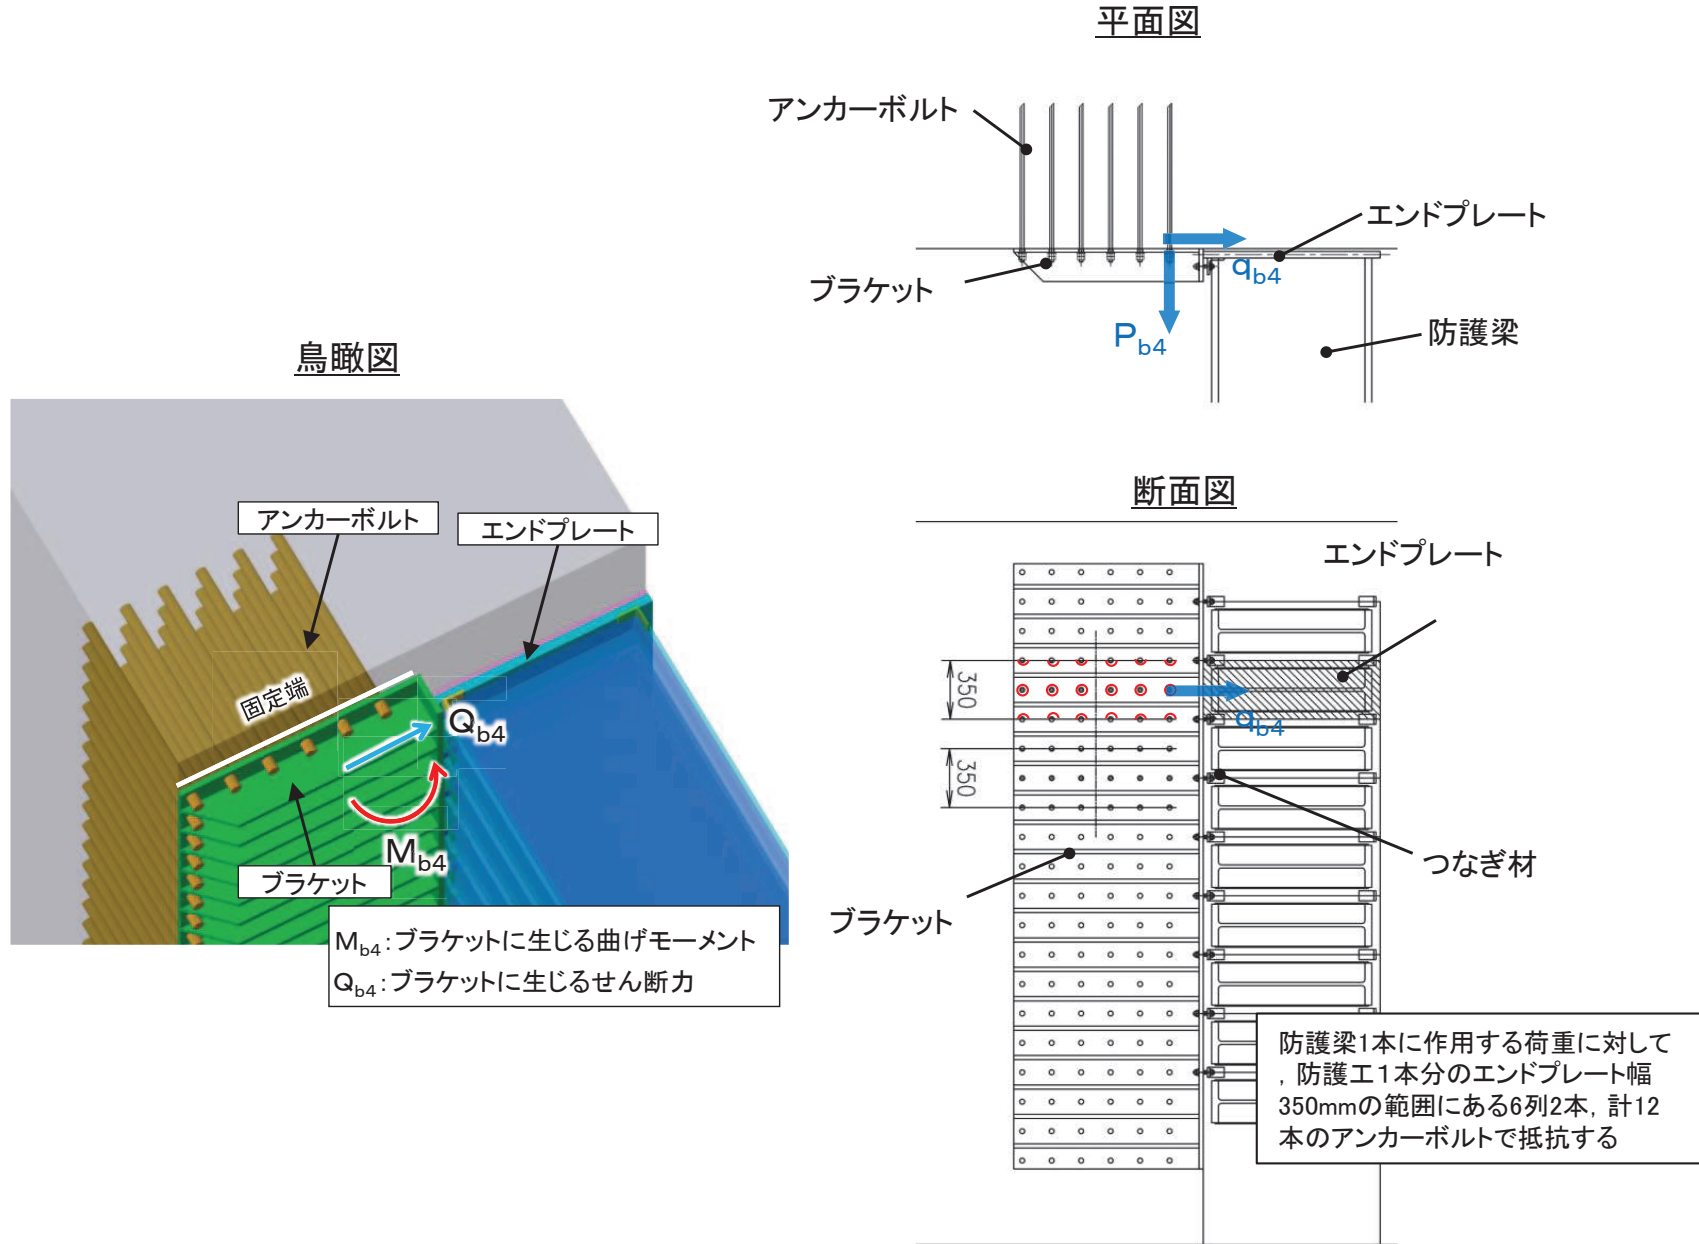 平面図
アンカーボルト
エンドプレート
ブラケット
qb4
Pb4
防護梁
鳥瞰図
アンカーボルト
エンドプレート
固定端
Qb4
Mb4
ブラケット
Mb4：ブラケットに生じる曲げモーメント
Qb4：ブラケットに生じるせん断力
断面図
エンドプレート
350
qb4
350
つなぎ材
ブラケット
防護梁1本に作用する荷重に対して
，防護工１本分のエンドプレート幅
350mmの範囲にある6列2本，計12
本のアンカーボルトで抵抗する